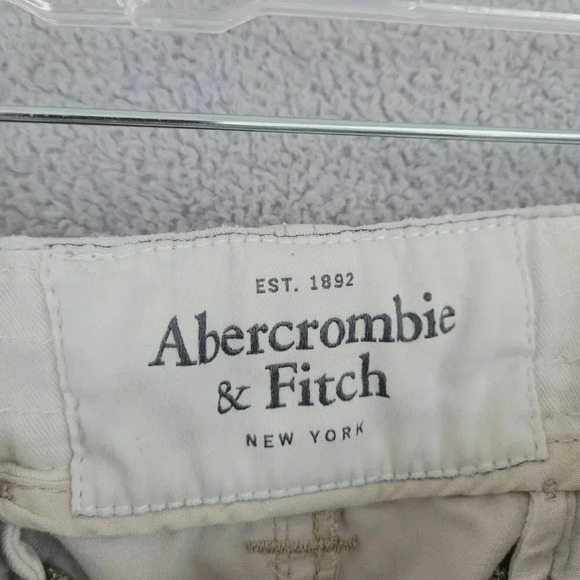 EST. 1892
Abercrombie
& Fitch
NEW YORK